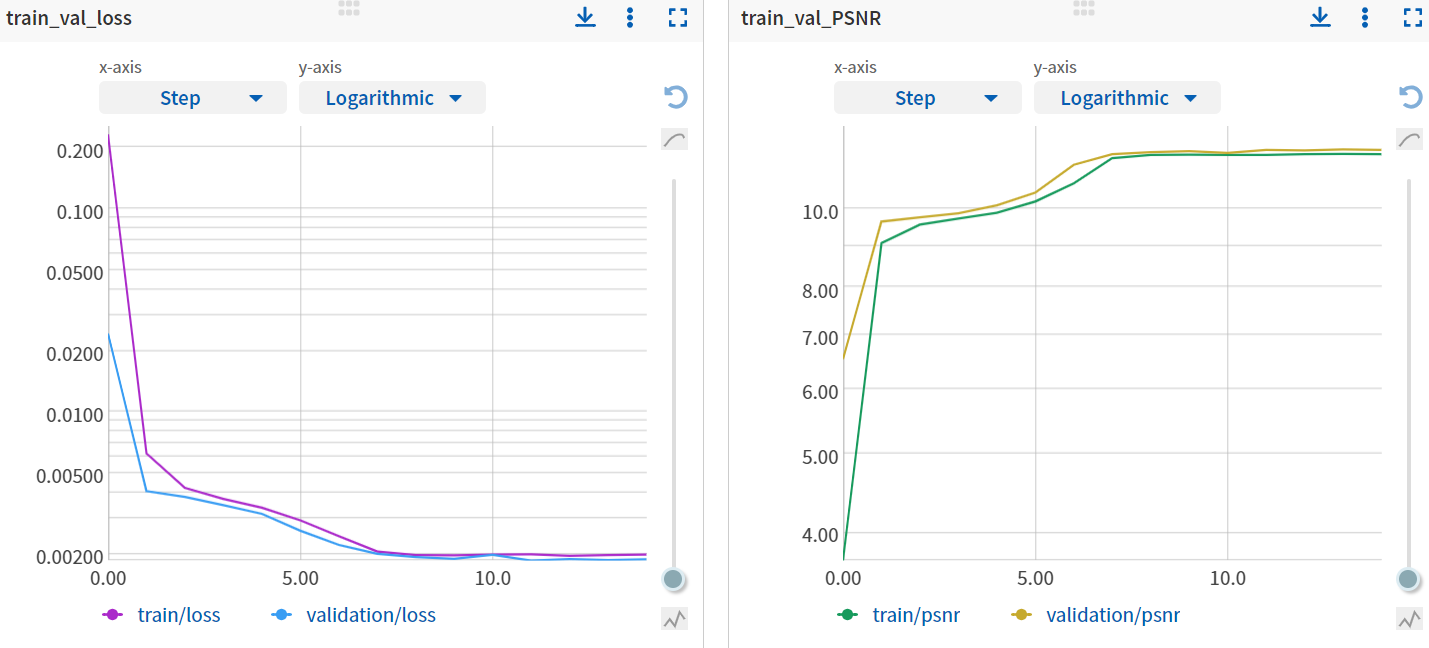 train_val_loss
x-axis y-axis
Step Logarithmic
0.200
0.100
0.0500
0.0200
0.0100
0.00500
0.00200
0.00 5.00 10.0
train/loss validation/loss
train_val_PSNR
x-axis y-axis
Step Logarithmic
10.0
8.00
7.00
6.00
5.00
4.00
0.00 5.00 10.0
train/psnr validation/psnr